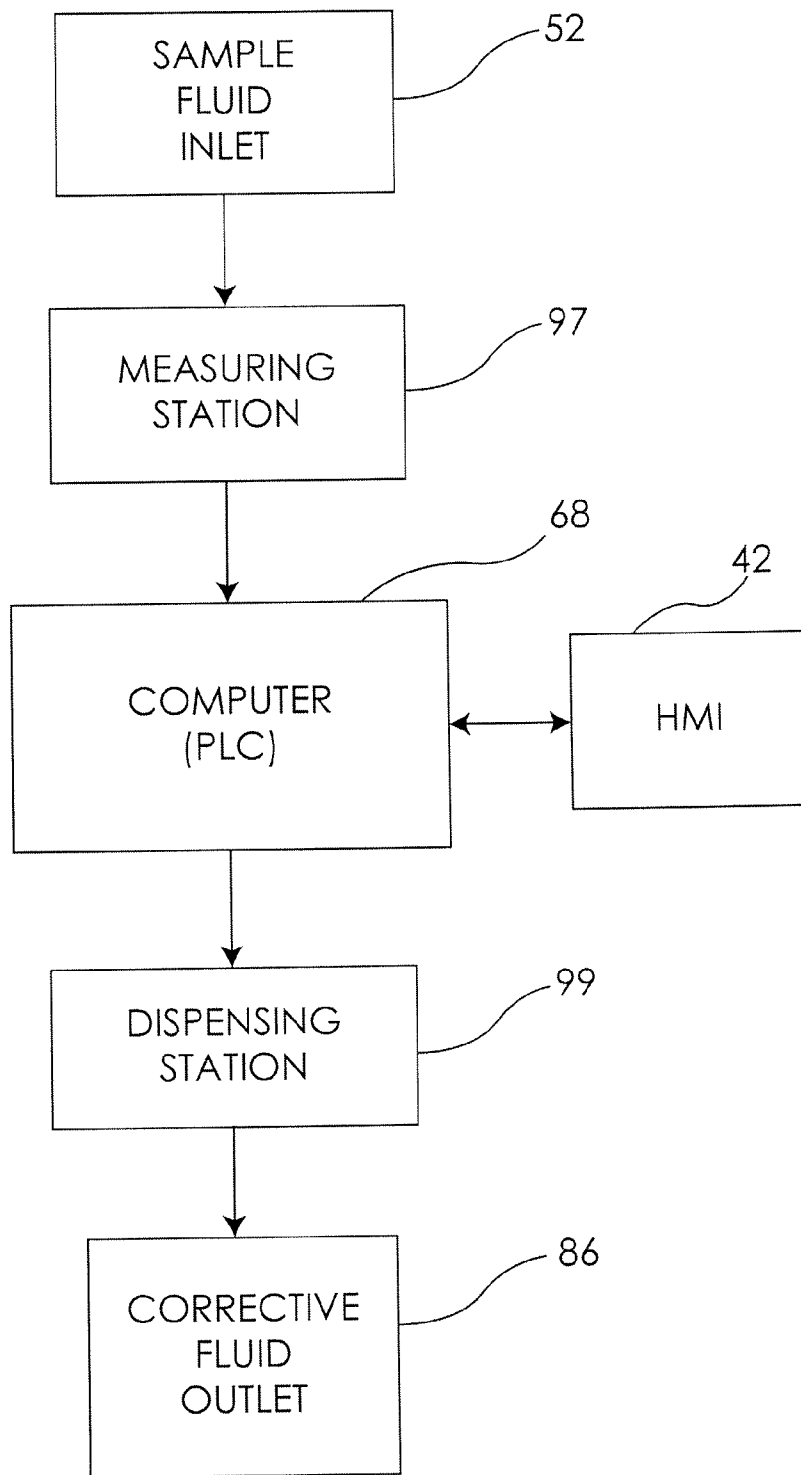 52
SAMPLE
FLUID
INLET
97
MEASURING
STATION
68
42
COMPUTER
(PLC)
HMI
99
DISPENSING
STATION
86
CORRECTIVE
FLUID
OUTLET